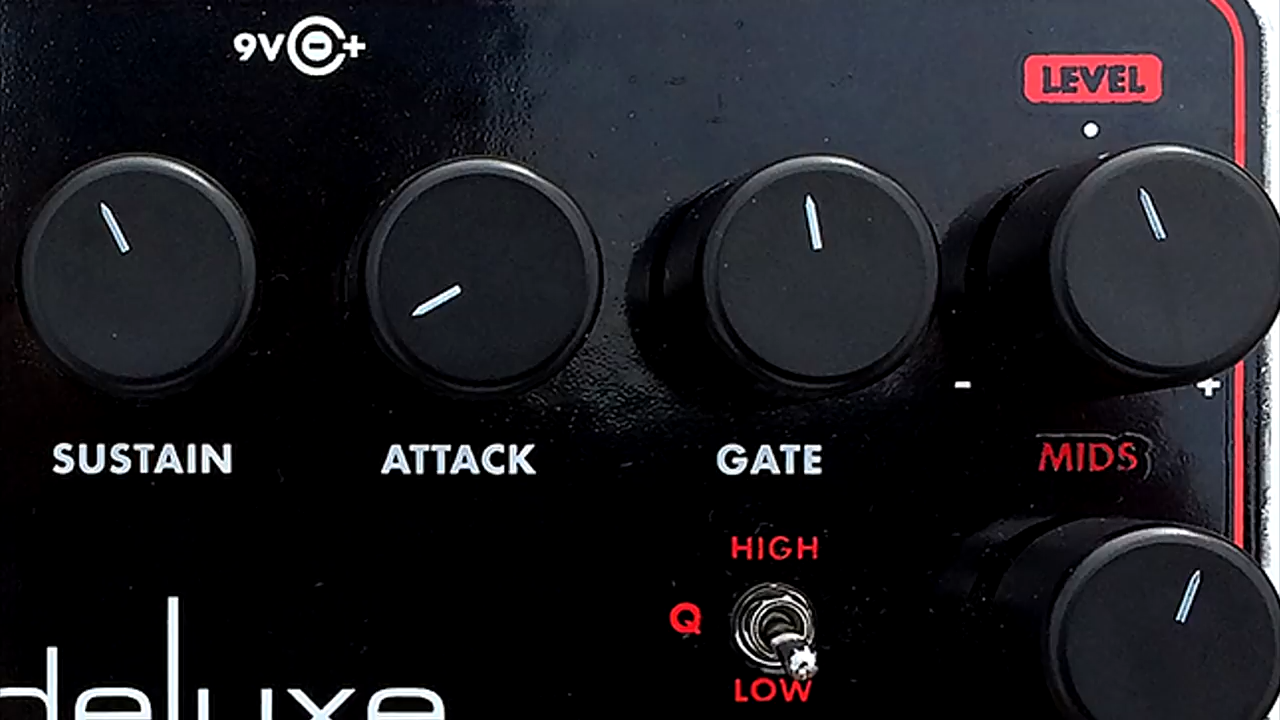 9V⊖+
LEVEL
- +
SUSTAIN ATTACK GATE MIDS
HIGH
Q
LOW
deluxe